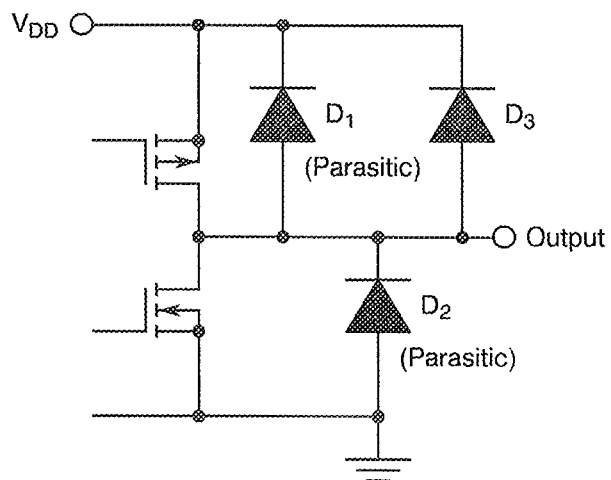 V_DD
D_1
D_3
(Parasitic)
Output
D_2
(Parasitic)